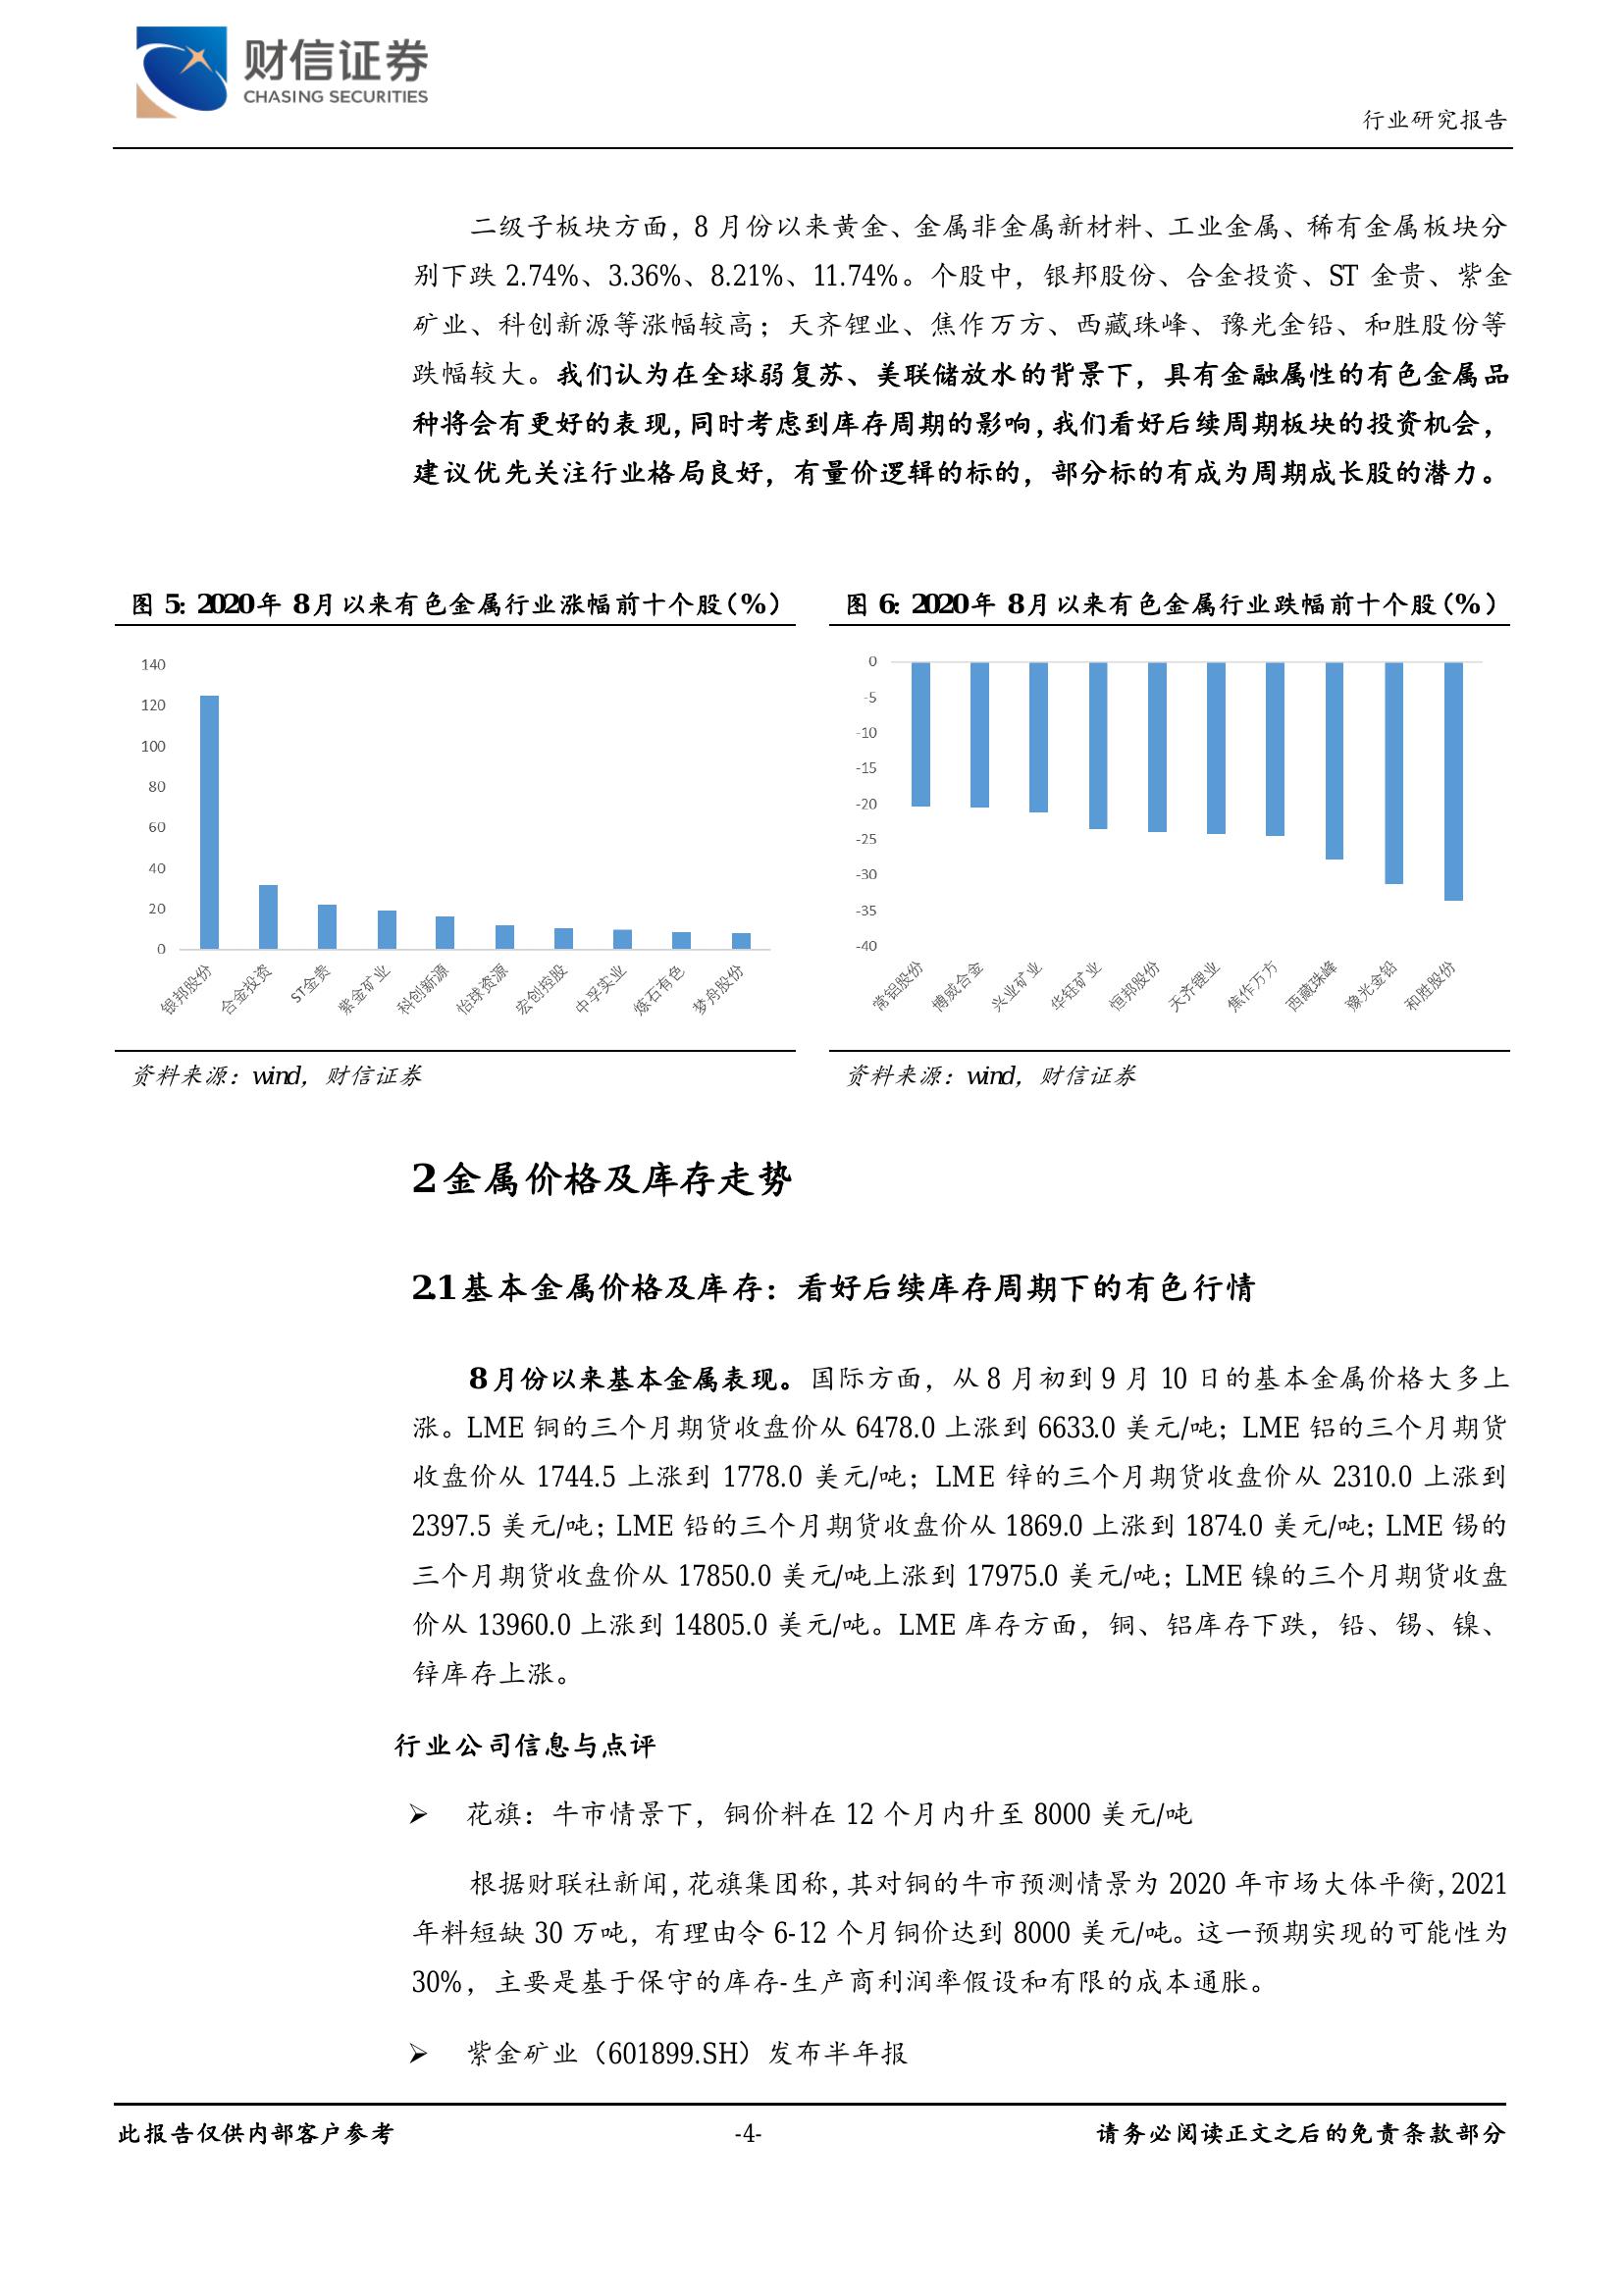 财信证券
CHASING SECURITIES
行业研究报告
二级子板块方面，8 月份以来黄金、金属非金属新材料、工业金属、稀有金属板块分
别下跌 2.74%、3.36%、8.21%、11.74%。个股中，银邦股份、合金投资、ST 金贵、紫金
矿业、科创新源等涨幅较高；天齐锂业、焦作万方、西藏珠峰、豫光金铅、和胜股份等
跌幅较大。我们认为在全球弱复苏、美联储放水的背景下，具有金融属性的有色金属品
种将会有更好的表现，同时考虑到库存周期的影响，我们看好后续周期板块的投资机会，
建议优先关注行业格局良好，有量价逻辑的标的，部分标的有成为周期成长股的潜力。
图 5：2020 年 8 月以来有色金属行业涨幅前十个股（%）
140
120
100
80
60
40
20
0
银邦股份
合金投资
ST金贵
紫金矿业
科创新源
怡球资源
宏创控股
中孚实业
炼石有色
梦舟股份
资料来源：wind，财信证券
图 6：2020 年 8 月以来有色金属行业跌幅前十个股（%）
0
-5
-10
-15
-20
-25
-30
-35
-40
常铝股份
博威合金
兴业矿业
华钰矿业
恒邦股份
天齐锂业
焦作万方
西藏珠峰
豫光金铅
和胜股份
资料来源：wind，财信证券
2 金属价格及库存走势
2.1 基本金属价格及库存：看好后续库存周期下的有色行情
8 月份以来基本金属表现。国际方面，从 8 月初到 9 月 10 日的基本金属价格大多上
涨。LME 铜的三个月期货收盘价从 6478.0 上涨到 6633.0 美元/吨；LME 铝的三个月期货
收盘价从 1744.5 上涨到 1778.0 美元/吨；LME 锌的三个月期货收盘价从 2310.0 上涨到
2397.5 美元/吨；LME 铅的三个月期货收盘价从 1869.0 上涨到 1874.0 美元/吨；LME 锡的
三个月期货收盘价从 17850.0 美元/吨上涨到 17975.0 美元/吨；LME 镍的三个月期货收盘
价从 13960.0 上涨到 14805.0 美元/吨。LME 库存方面，铜、铝库存下跌，铅、锡、镍、
锌库存上涨。
行业公司信息与点评
➢ 花旗：牛市情景下，铜价料在 12 个月内升至 8000 美元/吨
根据财联社新闻，花旗集团称，其对铜的牛市预测情景为 2020 年市场大体平衡，2021
年料短缺 30 万吨，有理由令 6-12 个月铜价达到 8000 美元/吨。这一预期实现的可能性为
30%，主要是基于保守的库存-生产商利润率假设和有限的成本通胀。
➢ 紫金矿业（601899.SH）发布半年报
此报告仅供内部客户参考
-4-
请务必阅读正文之后的免责条款部分